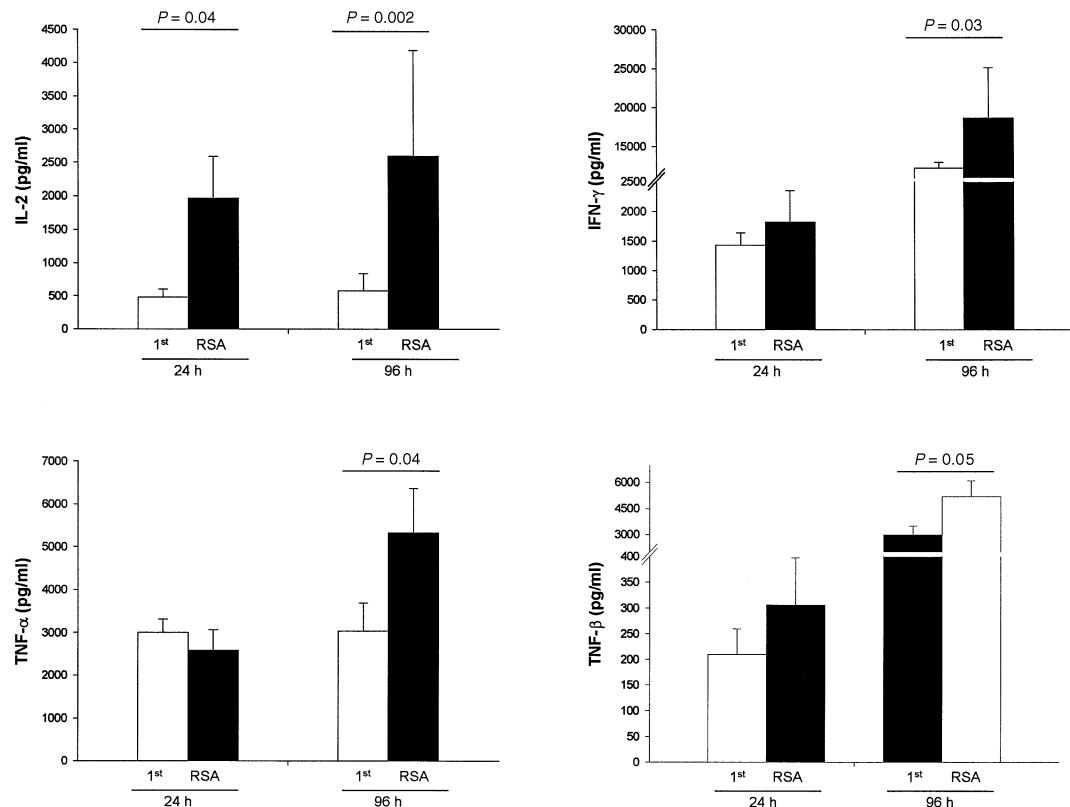 P = 0.04
P = 0.002
4500
4000
3500
3000
2500
2000
1500
1000
500
0
IL-2 (pg/ml)
1st RSA
1st RSA
24 h
96 h
P = 0.03
30000
25000
20000
15000
2500
2000
1500
1000
500
0
IFN-γ (pg/ml)
1st RSA
1st RSA
24 h
96 h
P = 0.04
7000
6000
5000
4000
3000
2000
1000
0
TNF-α (pg/ml)
1st RSA
1st RSA
24 h
96 h
P = 0.05
6000
4500
3000
400
350
300
250
200
150
100
50
0
TNF-β (pg/ml)
1st RSA
1st RSA
24 h
96 h